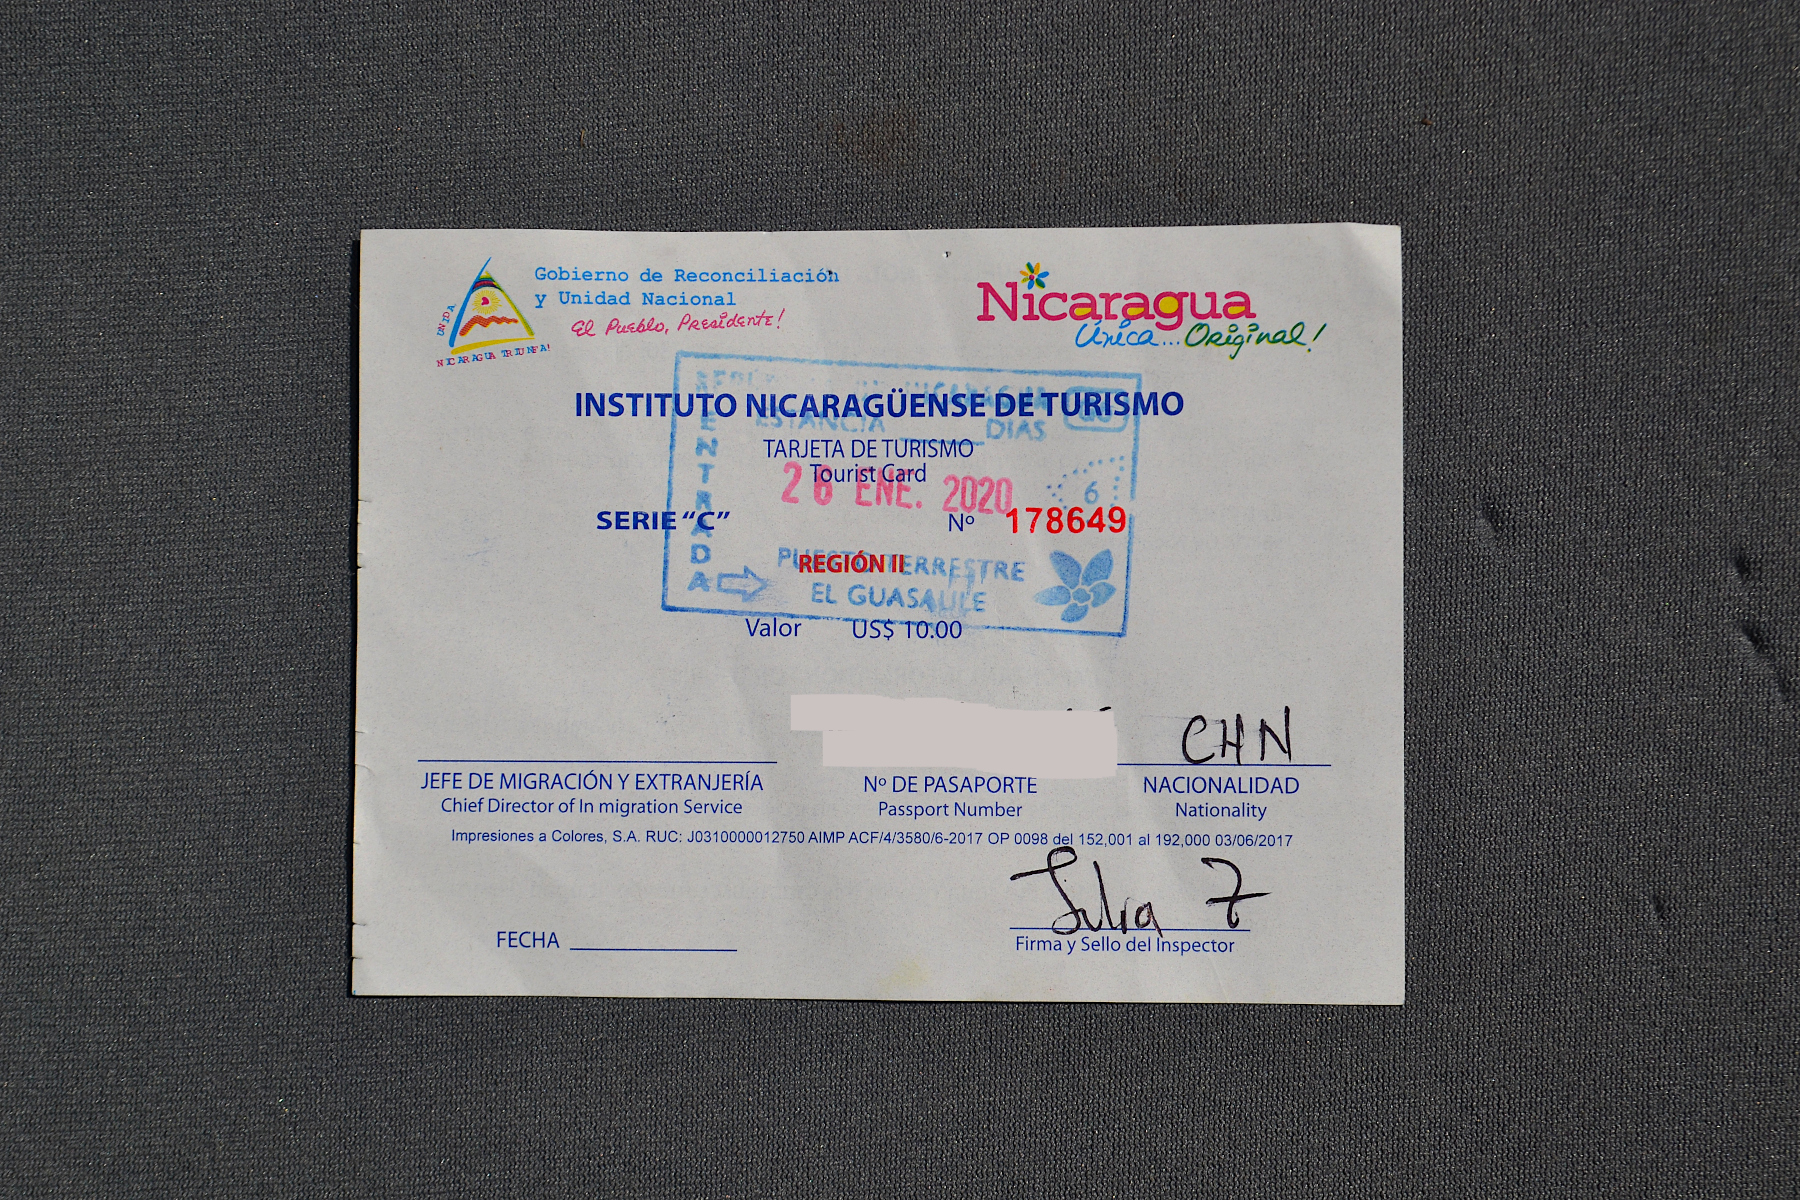 Gobierno de Reconciliación
y Unidad Nacional
El Pueblo, Presidente!
UNIDA
NICARAGUA TRIUNFA!
Nicaragua
Única... Original!
INSTITUTO NICARAGÜENSE DE TURISMO
ESTANCIA ______ DIAS
TARJETA DE TURISMO
Tourist Card
ENE. 2020
6
ENTRADA
SERIE "C"
Nº 178649
REGIÓN II
PUESTO TERRESTRE
EL GUASAULE
Valor US$ 10.00
CHN
JEFE DE MIGRACIÓN Y EXTRANJERÍA
Chief Director of In migration Service
Nº DE PASAPORTE
Passport Number
NACIONALIDAD
Nationality
Impresiones a Colores, S.A. RUC: J0310000012750 AIMP ACF/4/3580/6-2017 OP 0098 del 152,001 al 192,000 03/06/2017
FECHA
Firma y Sello del Inspector